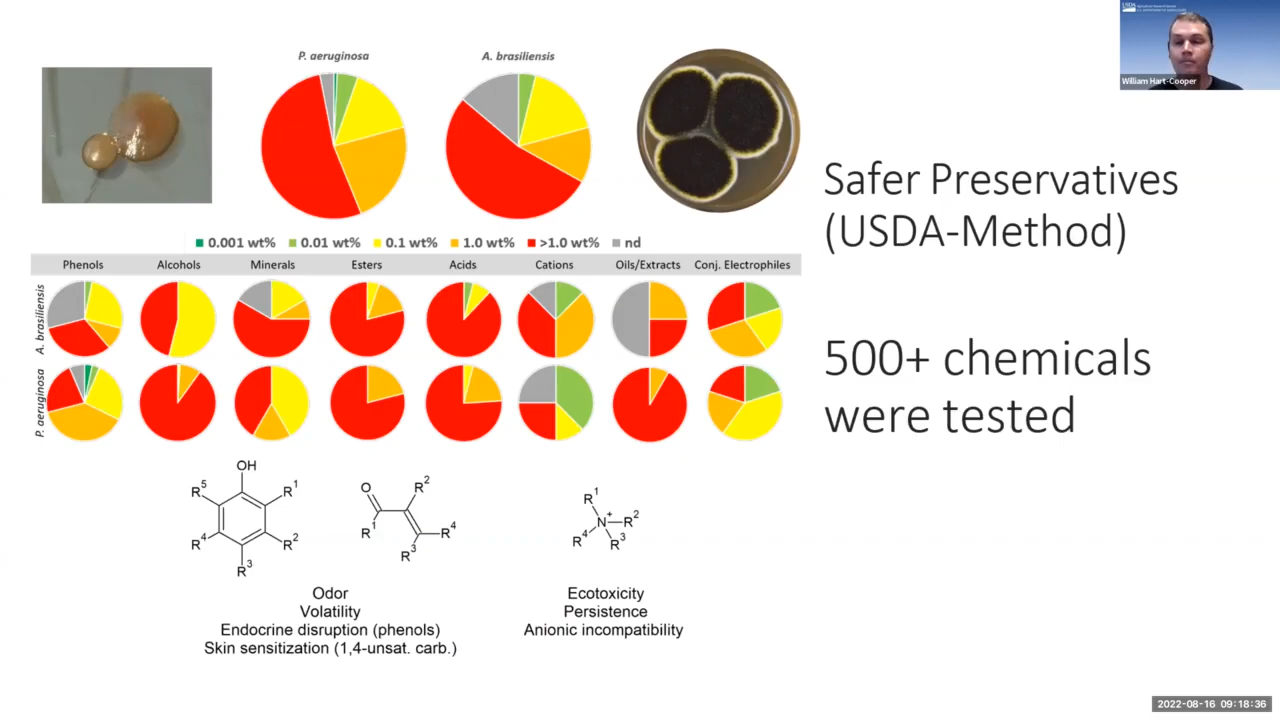 P. aeruginosa
A. brasiliensis
USDA
William Hart-Cooper
Safer Preservatives
(USDA-Method)
500+ chemicals
were tested
0.001 wt% 0.01 wt% 0.1 wt% 1.0 wt% >1.0 wt% nd
Phenols Alcohols Minerals Esters Acids Cations Oils/Extracts Conj. Electrophiles
A. brasiliensis
P. aeruginosa
OH
R5
R1
R4
R2
R3
O
R2
R1
R4
R3
R1
N+
R2
R4
R3
Odor
Volatility
Endocrine disruption (phenols)
Skin sensitization (1,4-unsat. carb.)
Ecotoxicity
Persistence
Anionic incompatibility
2022-08-16 09:18:36